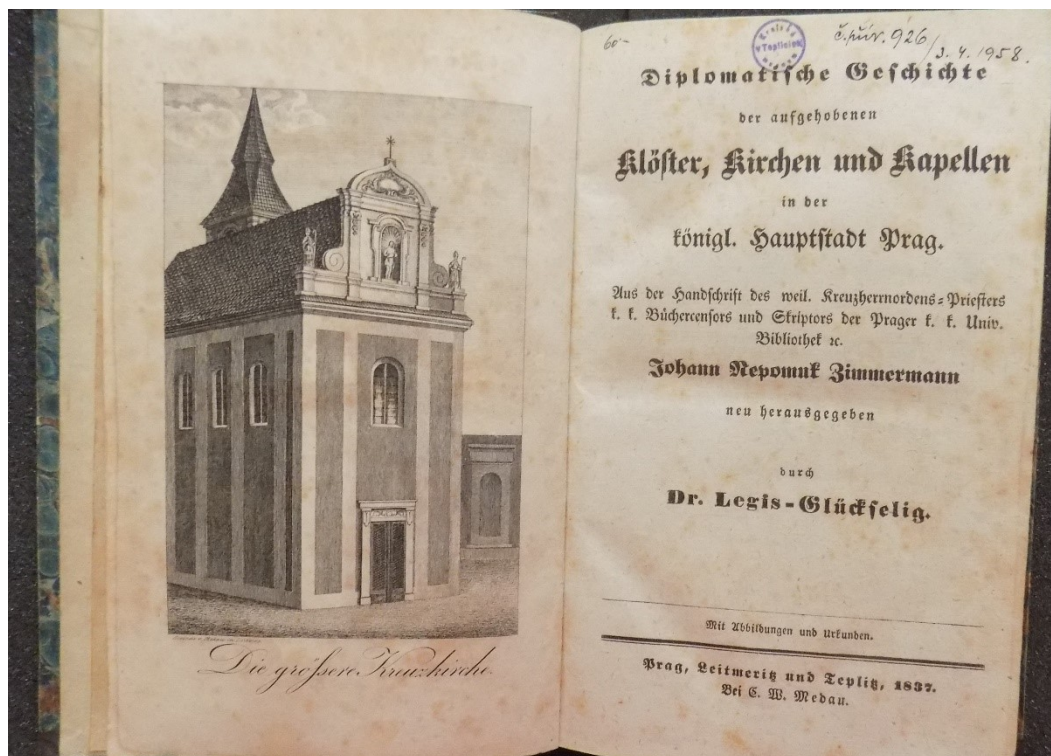 Die grössere Kreuzkirche.
60-
č. přír. 926/3. 4. 1958.
Diplomatische Geschichte
der aufgehobenen
Klöster, Kirchen und Kapellen
in der
königl. Hauptstadt Prag.
Aus der Handschrift des weil. Kreuzherrnordens-Priesters
k. k. Büchercensors und Skriptors der Prager k. k. Univ.
Bibliothek ꝛc.
Johann Nepomuk Zimmermann
neu herausgegeben
durch
Dr. Legis-Glückselig.
Mit Abbildungen und Urkunden.
Prag, Leitmeritz und Teplitz, 1837.
Bei C. W. Medau.